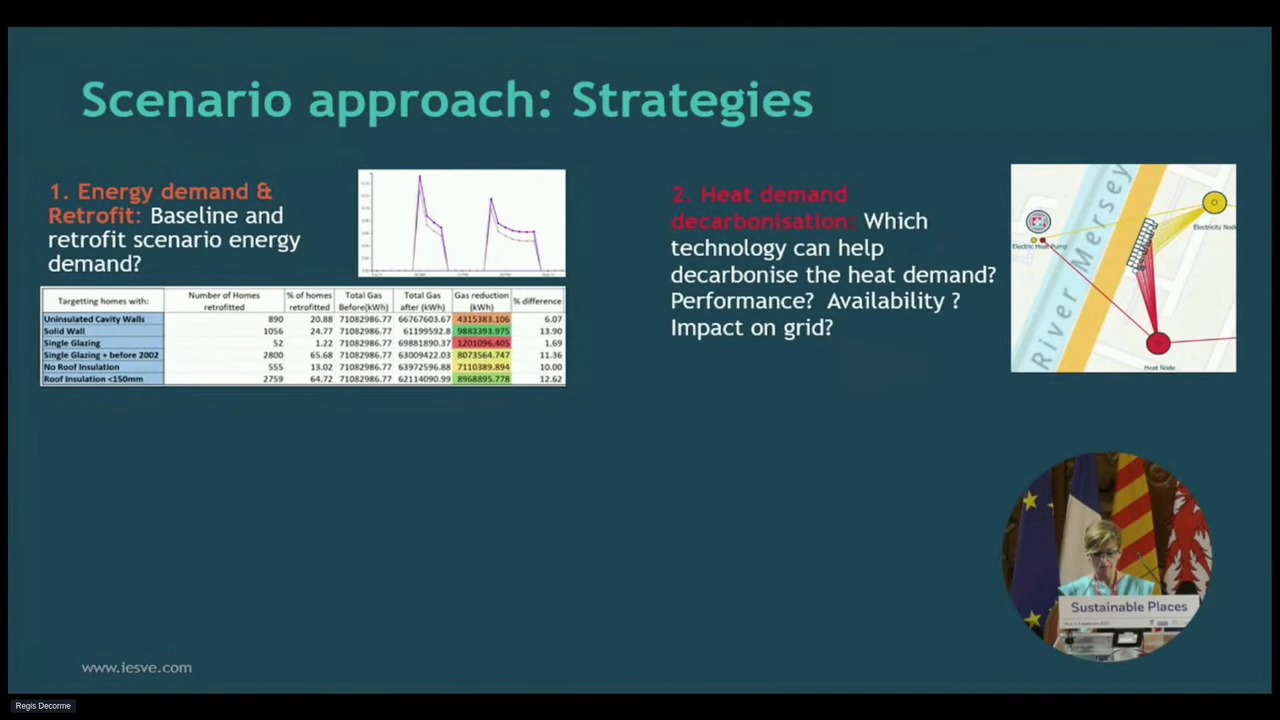 Scenario approach: Strategies
1. Energy demand &
Retrofit: Baseline and
retrofit scenario energy
demand?
Targetting homes with: Number of Homes retrofitted % of homes retrofitted Total Gas Before(kWh) Total Gas after (kWh) Gas reduction (kWh) % difference
Uninsulated Cavity Walls 890 20.88 71082986.77 66767603.67 4315383.106 6.07
Solid Wall 1056 24.77 71082986.77 61199592.8 9883393.975 13.90
Single Glazing 52 1.22 71082986.77 69881890.37 1201096.405 1.69
Single Glazing + before 2002 2800 65.68 71082986.77 63009422.03 8073564.747 11.36
No Roof Insulation 555 13.02 71082986.77 63972596.88 7110389.894 10.00
Roof Insulation <150mm 2759 64.72 71082986.77 62114090.99 8968895.778 12.62
2. Heat demand
decarbonisation: Which
technology can help
decarbonise the heat demand?
Performance? Availability ?
Impact on grid?
River Mersey
Electric Heat Pump
Electricity Node
Heat Node
Sustainable Places
www.iesve.com
Regis Decorme